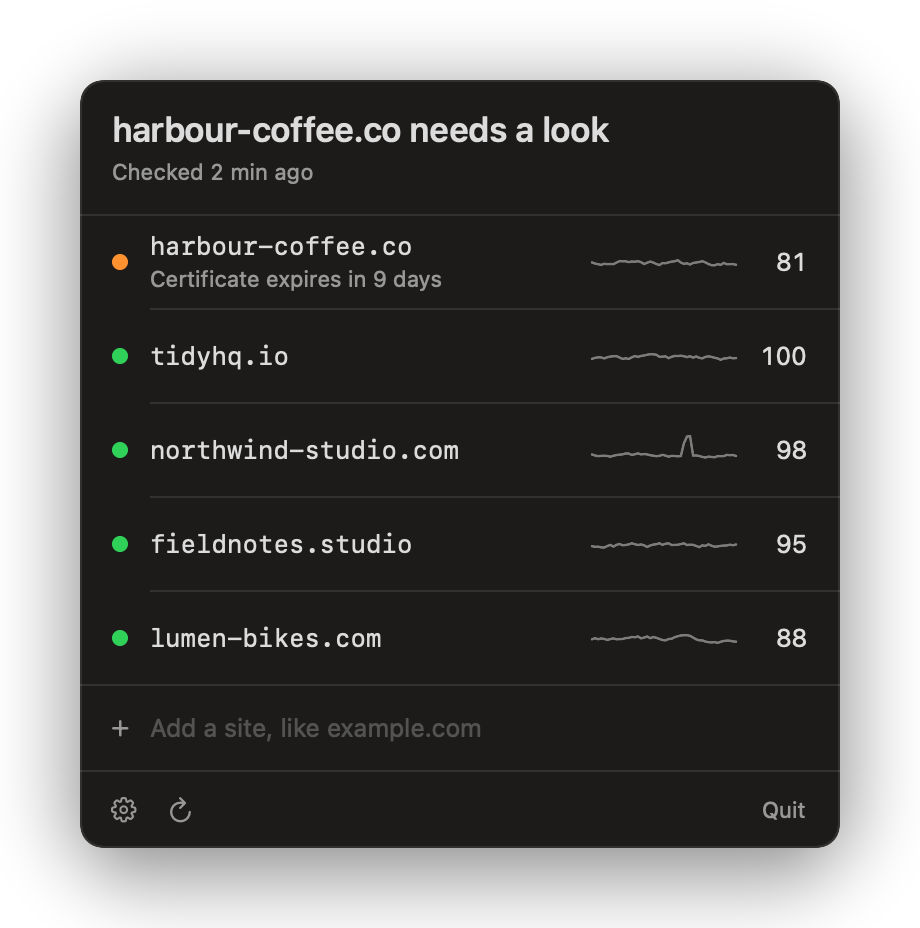 harbour-coffee.co needs a look
Checked 2 min ago
harbour-coffee.co
Certificate expires in 9 days
81
tidyhq.io
100
northwind-studio.com
98
fieldnotes.studio
95
lumen-bikes.com
88
+ Add a site, like example.com
Quit